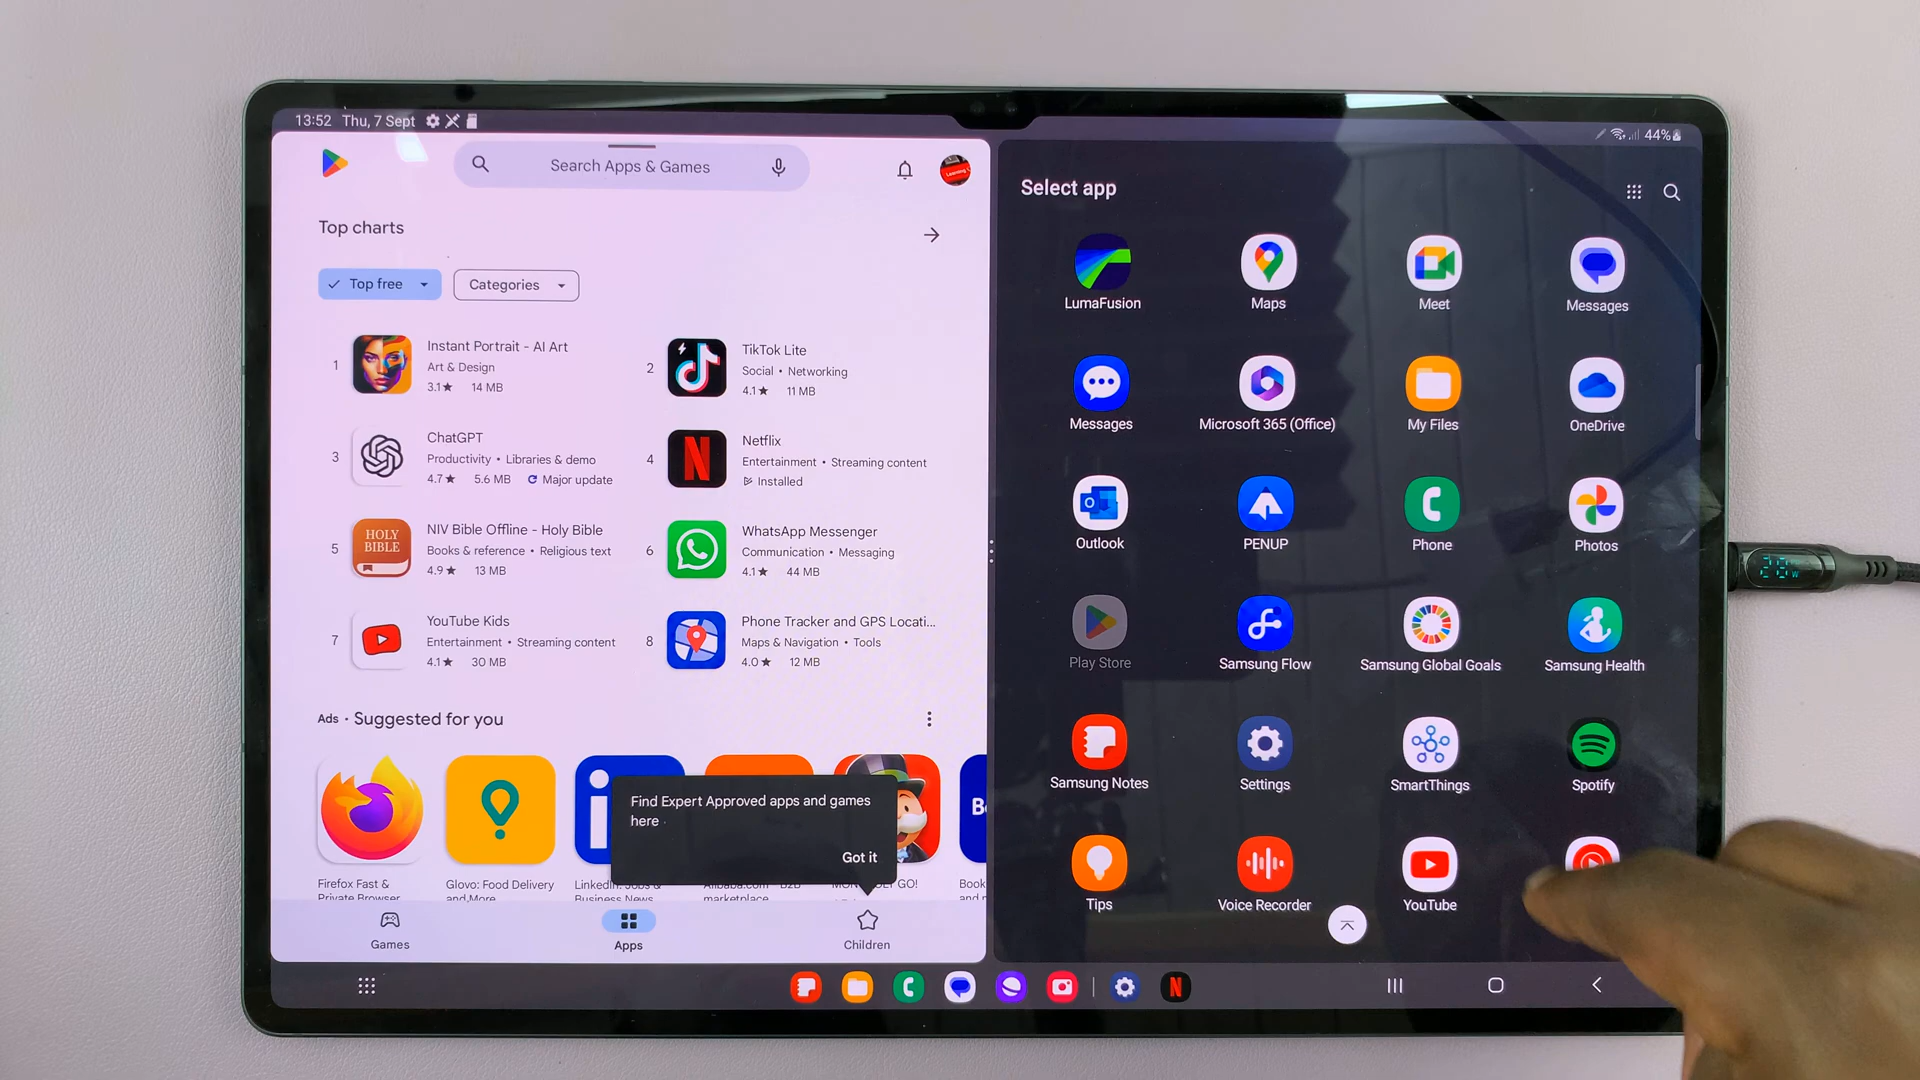 13:52 Thu, 7 Sept
44%
Search Apps & Games
Top charts
Top free
Categories
1
Instant Portrait - AI Art
Art & Design
3.1★ 14 MB
2
TikTok Lite
Social • Networking
4.1★ 11 MB
3
ChatGPT
Productivity • Libraries & demo
4.7★ 5.6 MB Major update
4
Netflix
Entertainment • Streaming content
Installed
5
HOLY
BIBLE
NIV Bible Offline - Holy Bible
Books & reference • Religious text
4.9★ 13 MB
6
WhatsApp Messenger
Communication • Messaging
4.1★ 44 MB
7
YouTube Kids
Entertainment • Streaming content
4.1★ 30 MB
8
Phone Tracker and GPS Locati...
Maps & Navigation • Tools
4.0★ 12 MB
Ads • Suggested for you
Find Expert Approved apps and games
here
Got it
Firefox Fast &
Private Browser
Glovo: Food Delivery
and More
Book
Games
Apps
Children
Select app
LumaFusion
Maps
Meet
Messages
Messages
Microsoft 365 (Office)
My Files
OneDrive
Outlook
PENUP
Phone
Photos
Play Store
Samsung Flow
Samsung Global Goals
Samsung Health
Samsung Notes
Settings
SmartThings
Spotify
Tips
Voice Recorder
YouTube